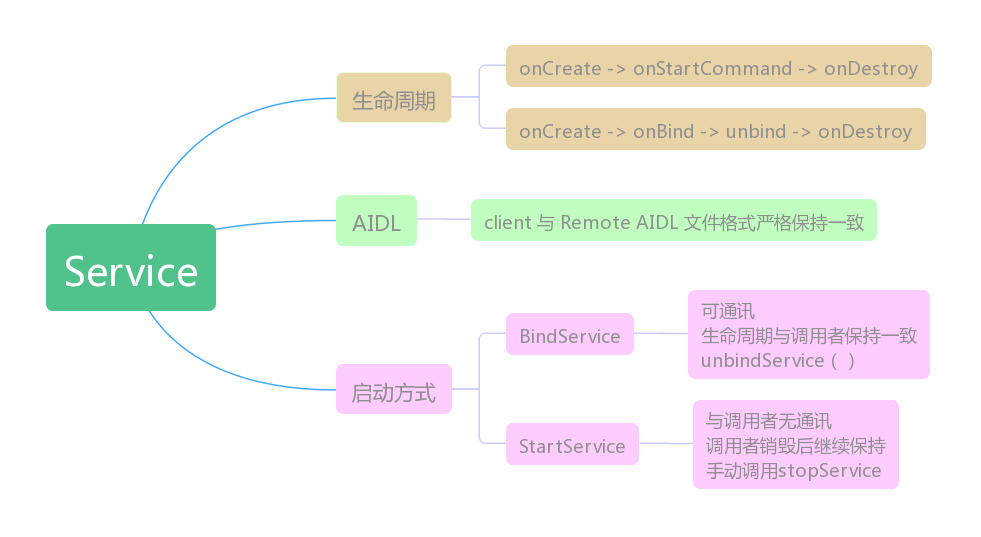 Service
生命周期
onCreate -> onStartCommand -> onDestroy
onCreate -> onBind -> unbind -> onDestroy
AIDL
client 与 Remote AIDL 文件格式严格保持一致
启动方式
BindService
可通讯
生命周期与调用者保持一致
unbindService（ ）
StartService
与调用者无通讯
调用者销毁后继续保持
手动调用stopService